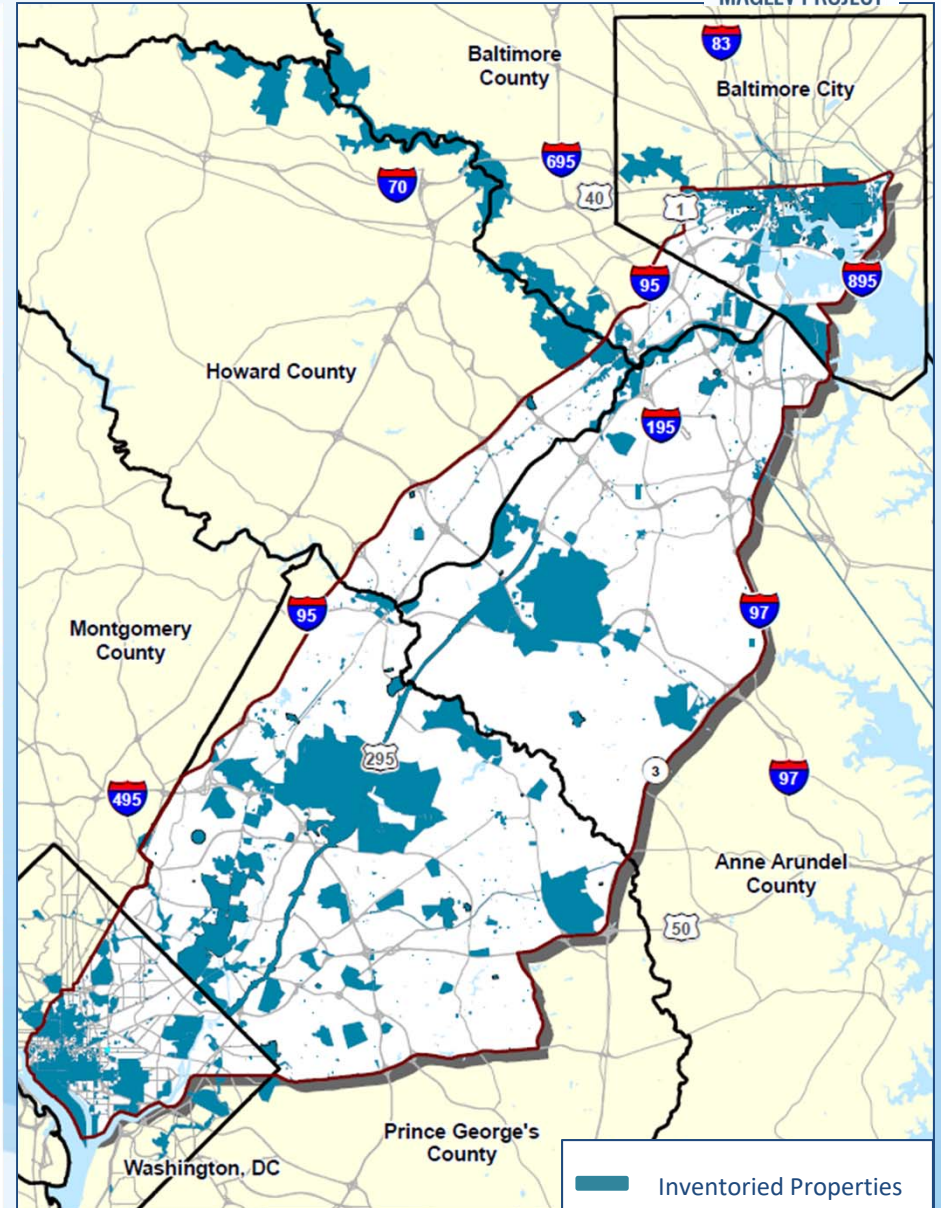 MAGLEV PROJECT
83
Baltimore
County
Baltimore City
695
70
40
1
95
895
Howard County
195
95
97
Montgomery
County
295
3
97
495
Anne Arundel
County
50
Prince George's
County
Washington, DC
Inventoried Properties